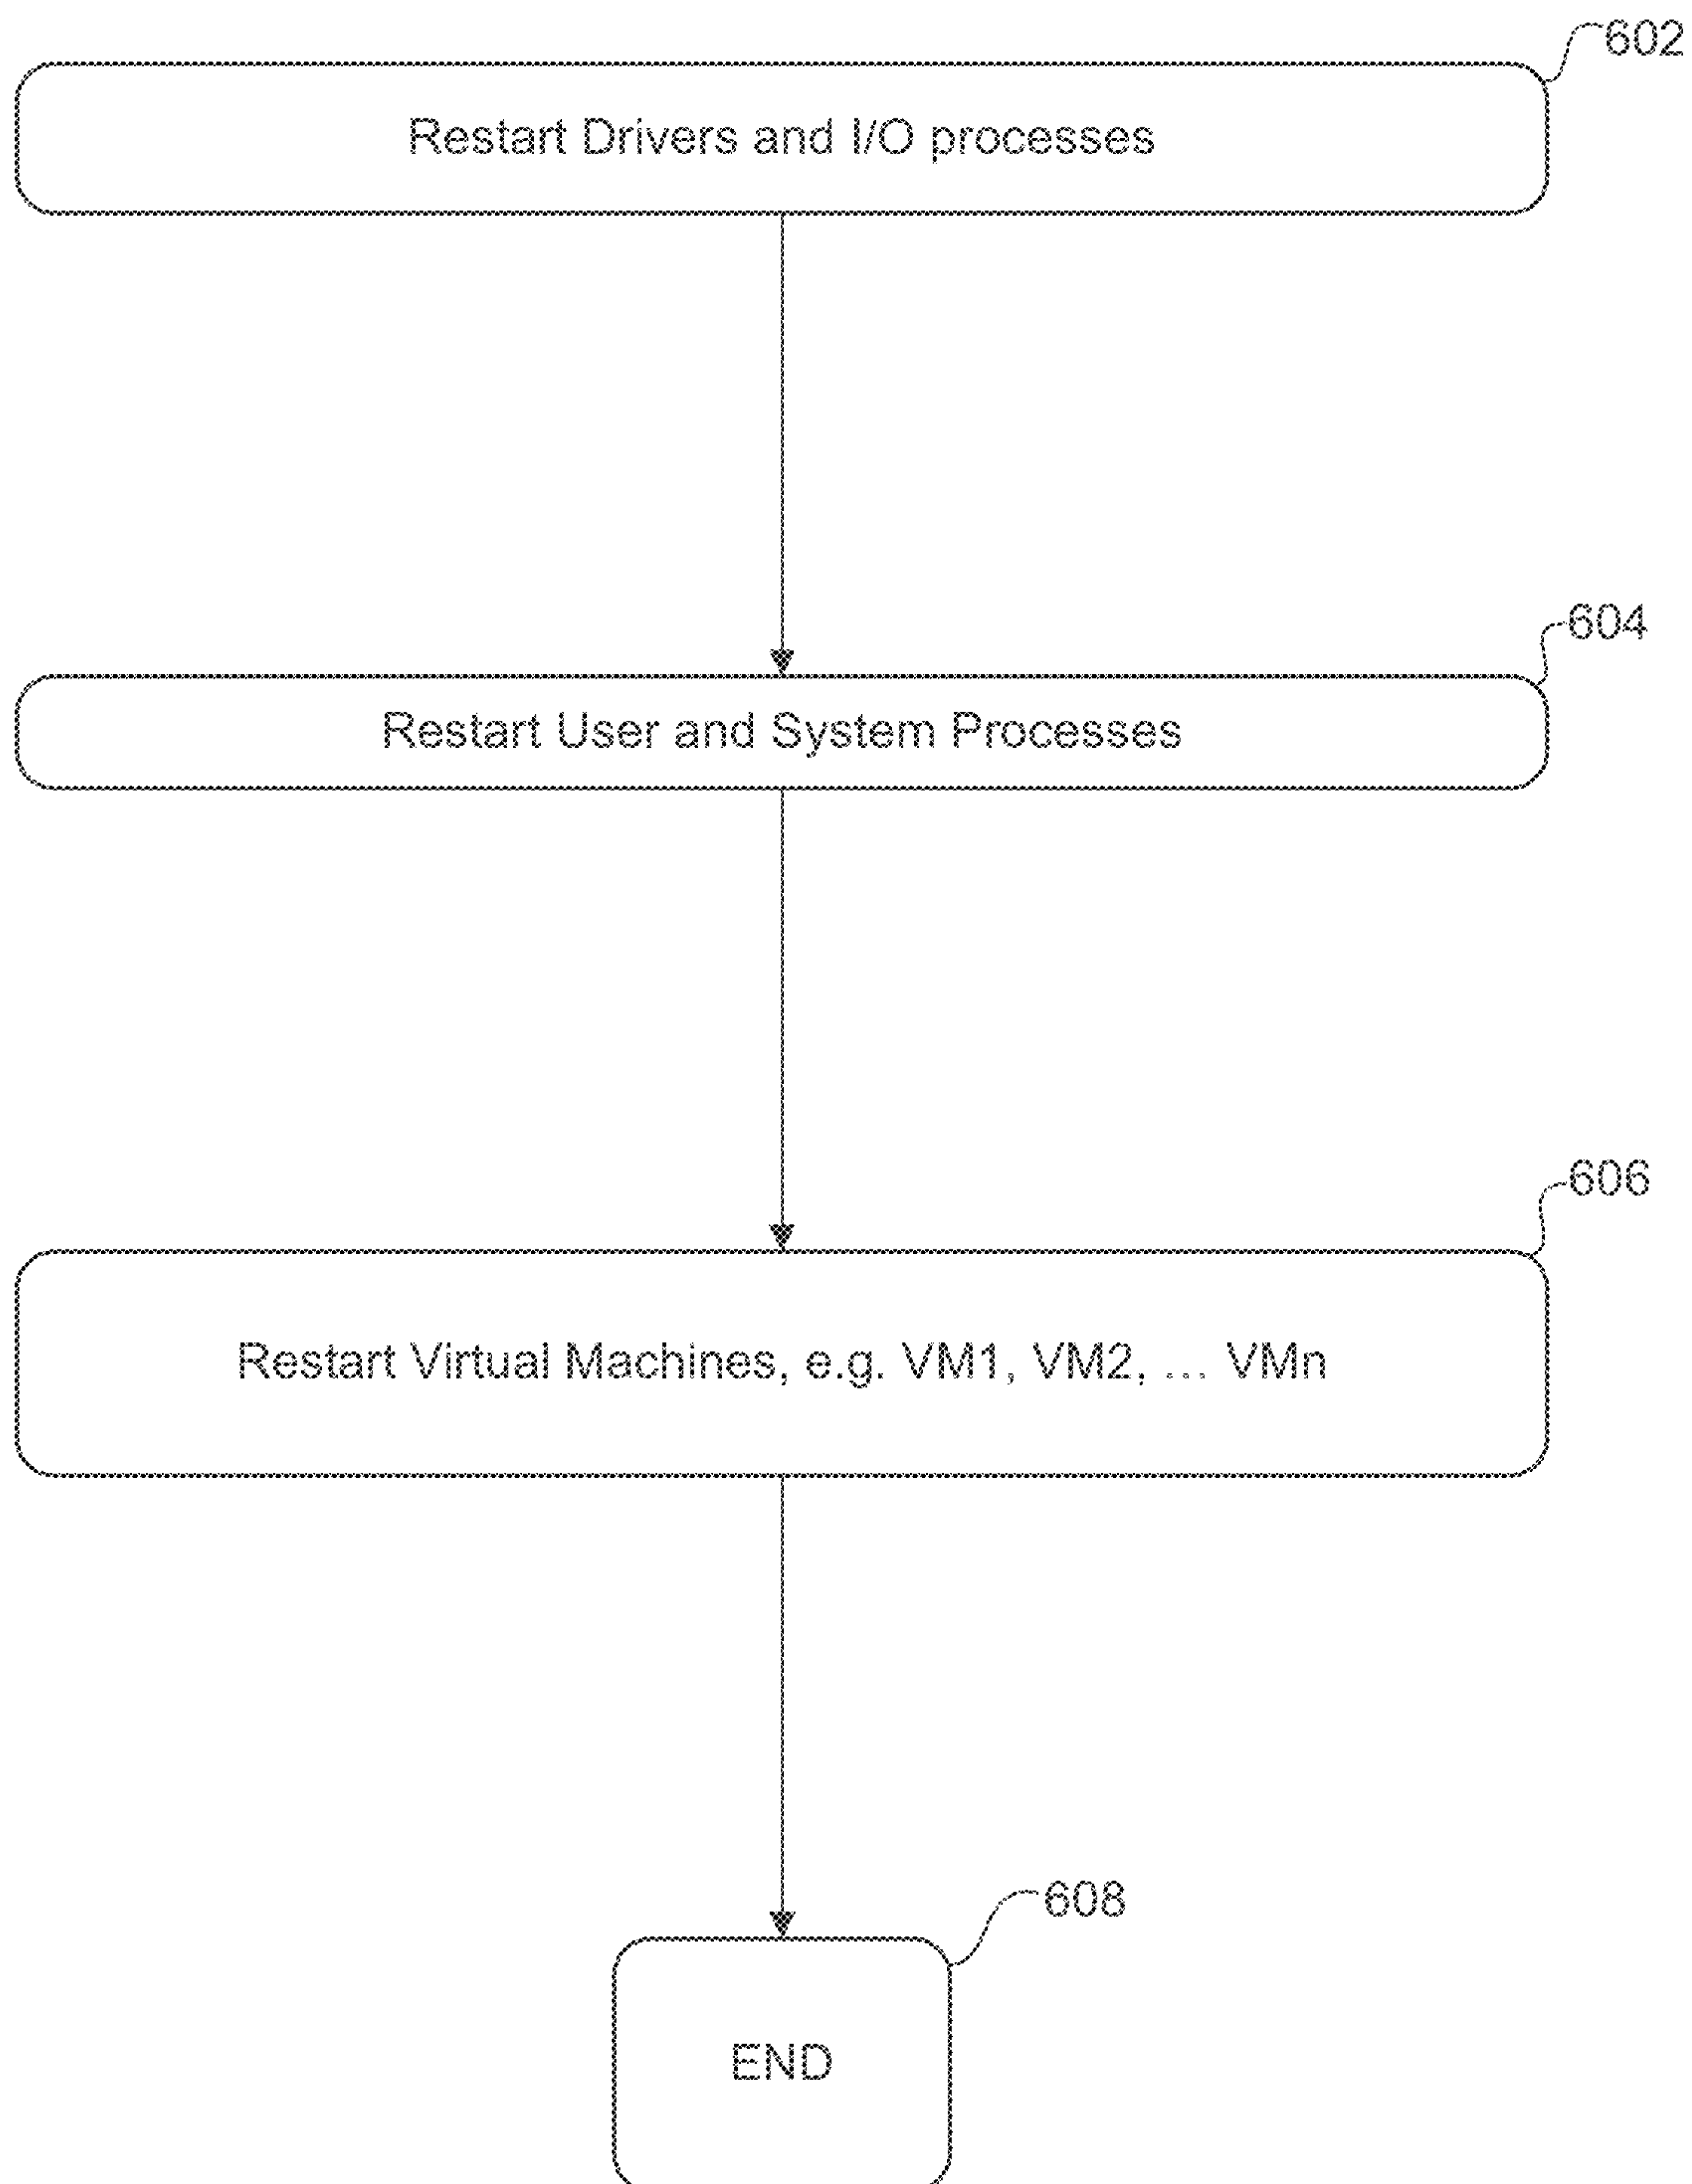 602
Restart Drivers and I/O processes
604
Restart User and System Processes
606
Restart Virtual Machines, e.g. VM1, VM2, ... VMn
608
END